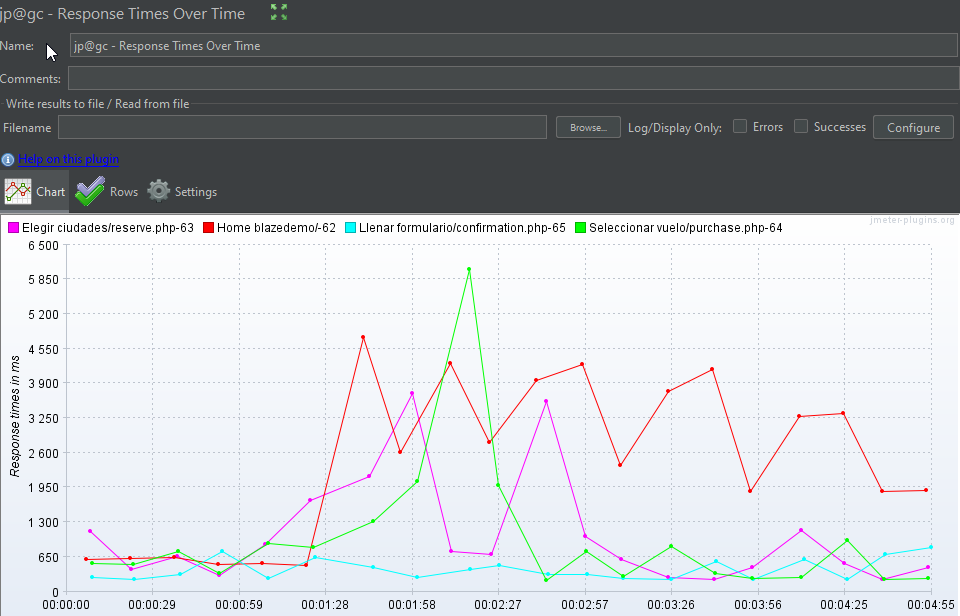 jp@gc - Response Times Over Time
Name: jp@gc - Response Times Over Time
Comments:
Write results to file / Read from file
Filename Browse... Log/Display Only: Errors Successes Configure
Help on this plugin
Chart Rows Settings
jmeter-plugins.org
Elegir ciudades/reserve.php-63 Home blazedemo/-62 Llenar formulario/confirmation.php-65 Seleccionar vuelo/purchase.php-64
6 500
5 850
5 200
4 550
3 900
3 250
2 600
1 950
1 300
650
0
Response times in ms
00:00:00 00:00:29 00:00:59 00:01:28 00:01:58 00:02:27 00:02:57 00:03:26 00:03:56 00:04:25 00:04:55